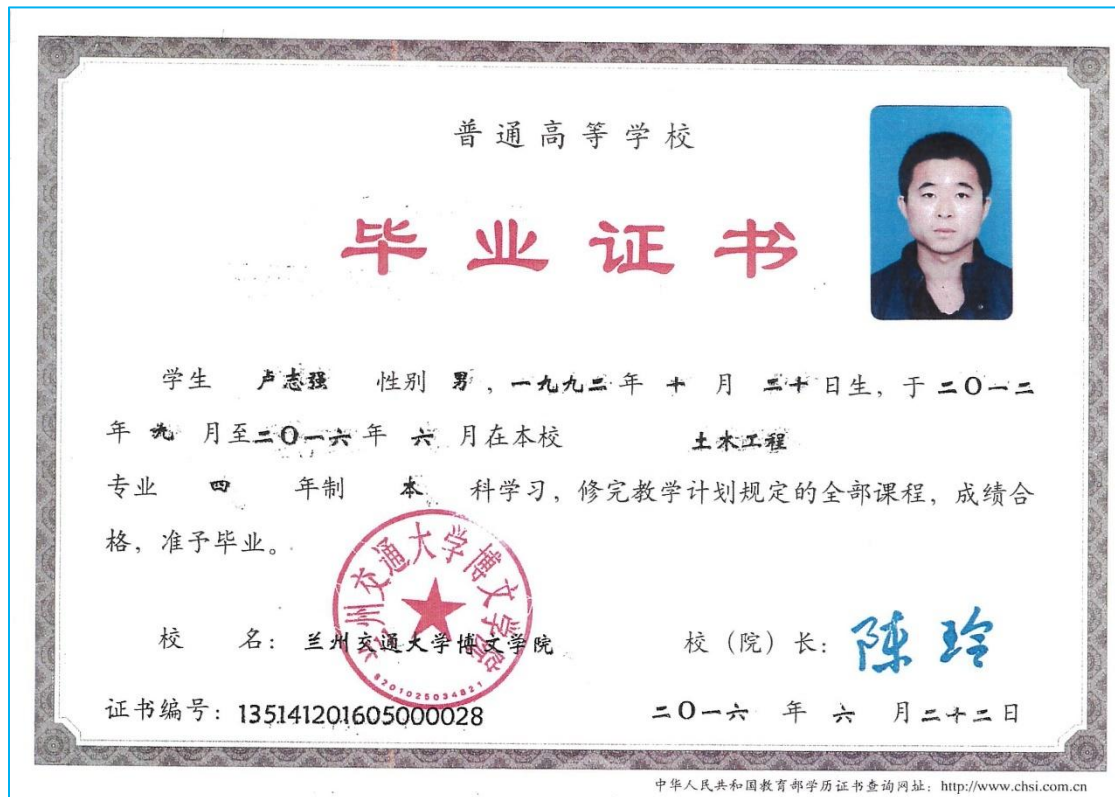 普通高等学校
毕业证书
学生 卢志强 性别 男，一九九二年 十 月 二十日生，于二〇一二
年 九 月至二〇一六年 六 月在本校 土木工程
专业 四 年制 本 科学习，修完教学计划规定的全部课程，成绩合
格，准予毕业。
兰州交通大学博文学院
6201025034821
校 名：兰州交通大学博文学院 校（院）长：陈玲
证书编号：135141201605000028 二〇一六 年 六 月二十二日
中华人民共和国教育部学历证书查询网址：http://www.chsi.com.cn